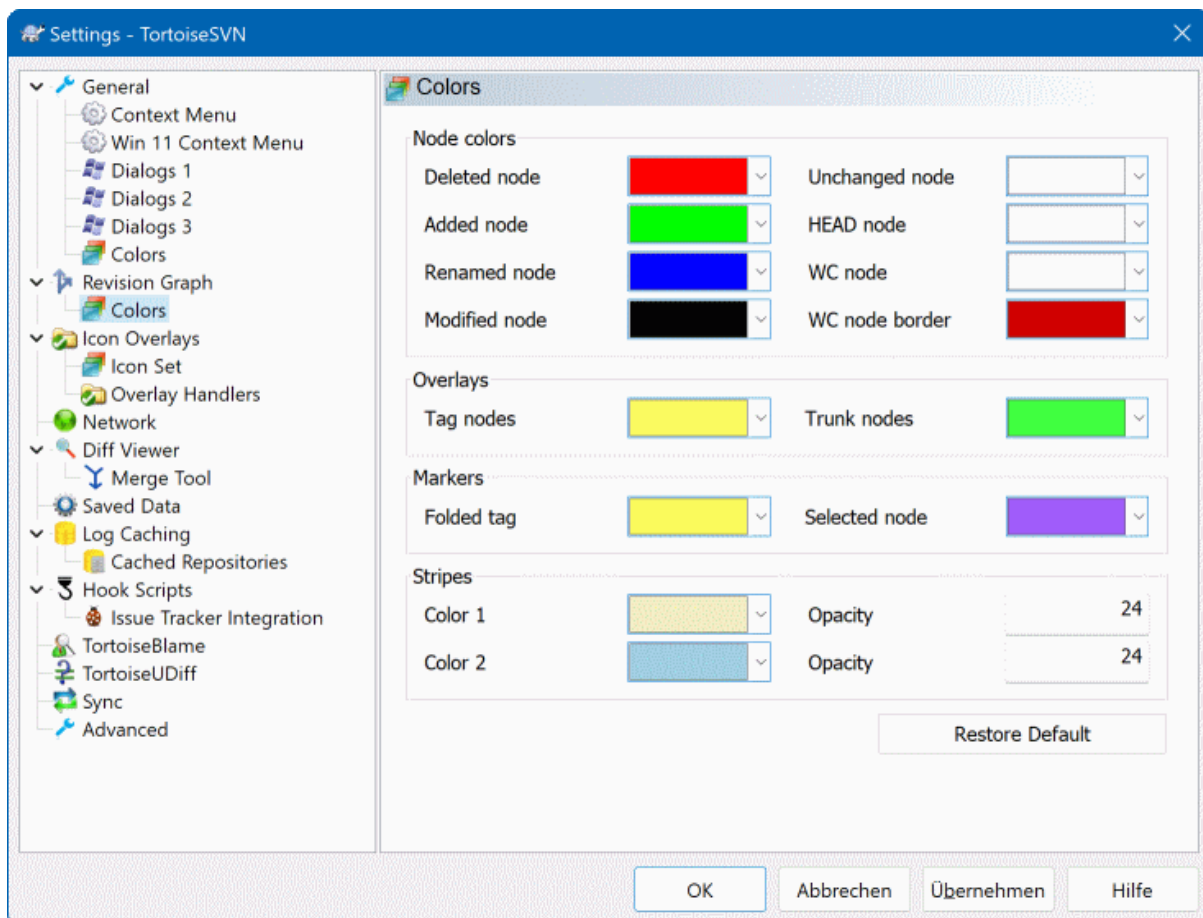 Settings - TortoiseSVN
General
Context Menu
Win 11 Context Menu
Dialogs 1
Dialogs 2
Dialogs 3
Colors
Revision Graph
Colors
Icon Overlays
Icon Set
Overlay Handlers
Network
Diff Viewer
Merge Tool
Saved Data
Log Caching
Cached Repositories
Hook Scripts
Issue Tracker Integration
TortoiseBlame
TortoiseUDiff
Sync
Advanced
Colors
Node colors
Deleted node Unchanged node
Added node HEAD node
Renamed node WC node
Modified node WC node border
Overlays
Tag nodes Trunk nodes
Markers
Folded tag Selected node
Stripes
Color 1 Opacity 24
Color 2 Opacity 24
Restore Default
OK Abbrechen Übernehmen Hilfe